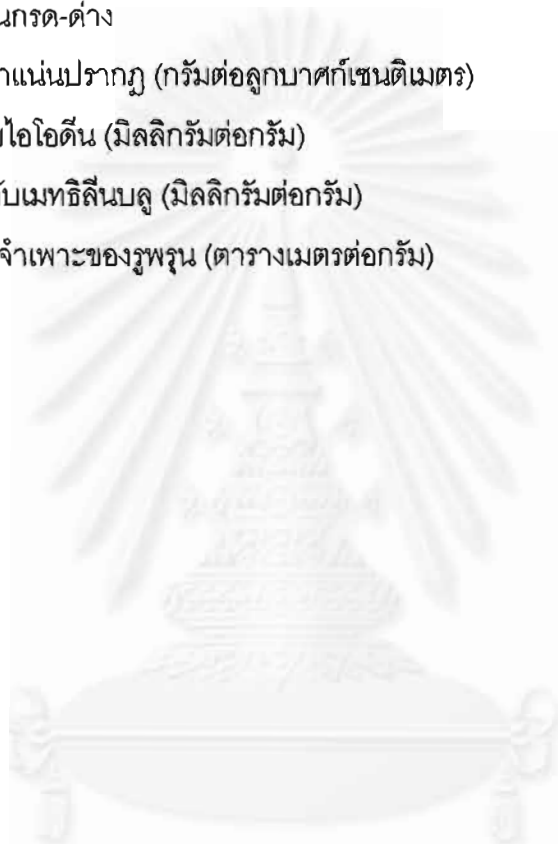 นกรด-ด่าง
าแน่นปรากฏ (กรัมต่อลูกบาศก์เซนติเมตร)
ไอโอดีน (มิลลิกรัมต่อกรัม)
ับเมทธิลีนบลู (มิลลิกรัมต่อกรัม)
จำเพาะของรูพรุน (ตารางเมตรต่อกรัม)